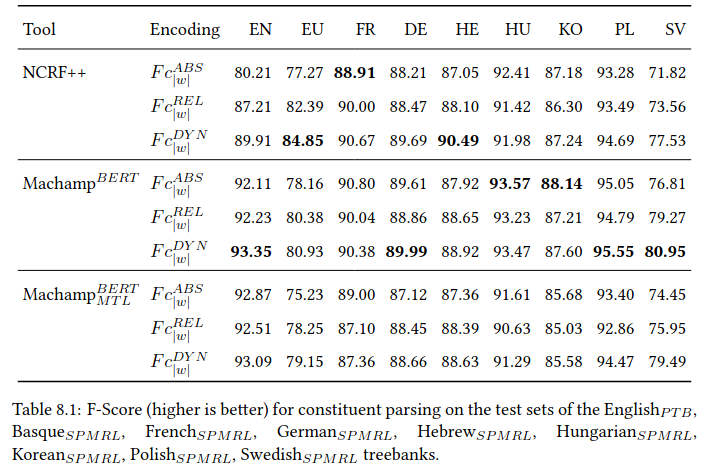 Tool Encoding EN EU FR DE HE HU KO PL SV
NCRF++ Fc^{ABS}_{|w|} 80.21 77.27 88.91 88.21 87.05 92.41 87.18 93.28 71.82
Fc^{REL}_{|w|} 87.21 82.39 90.00 88.47 88.10 91.42 86.30 93.49 73.56
Fc^{DYN}_{|w|} 89.91 84.85 90.67 89.69 90.49 91.98 87.24 94.69 77.53
Machamp^{BERT} Fc^{ABS}_{|w|} 92.11 78.16 90.80 89.61 87.92 93.57 88.14 95.05 76.81
Fc^{REL}_{|w|} 92.23 80.38 90.04 88.86 88.65 93.23 87.21 94.79 79.27
Fc^{DYN}_{|w|} 93.35 80.93 90.38 89.99 88.92 93.47 87.60 95.55 80.95
Machamp^{BERT}_{MTL} Fc^{ABS}_{|w|} 92.87 75.23 89.00 87.12 87.36 91.61 85.68 93.40 74.45
Fc^{REL}_{|w|} 92.51 78.25 87.10 88.45 88.39 90.63 85.03 92.86 75.95
Fc^{DYN}_{|w|} 93.09 79.15 87.36 88.66 88.63 91.29 85.58 94.47 79.49
Table 8.1: F-Score (higher is better) for constituent parsing on the test sets of the English_{PTB},
Basque_{SPMRL}, French_{SPMRL}, German_{SPMRL}, Hebrew_{SPMRL}, Hungarian_{SPMRL},
Korean_{SPMRL}, Polish_{SPMRL}, Swedish_{SPMRL} treebanks.